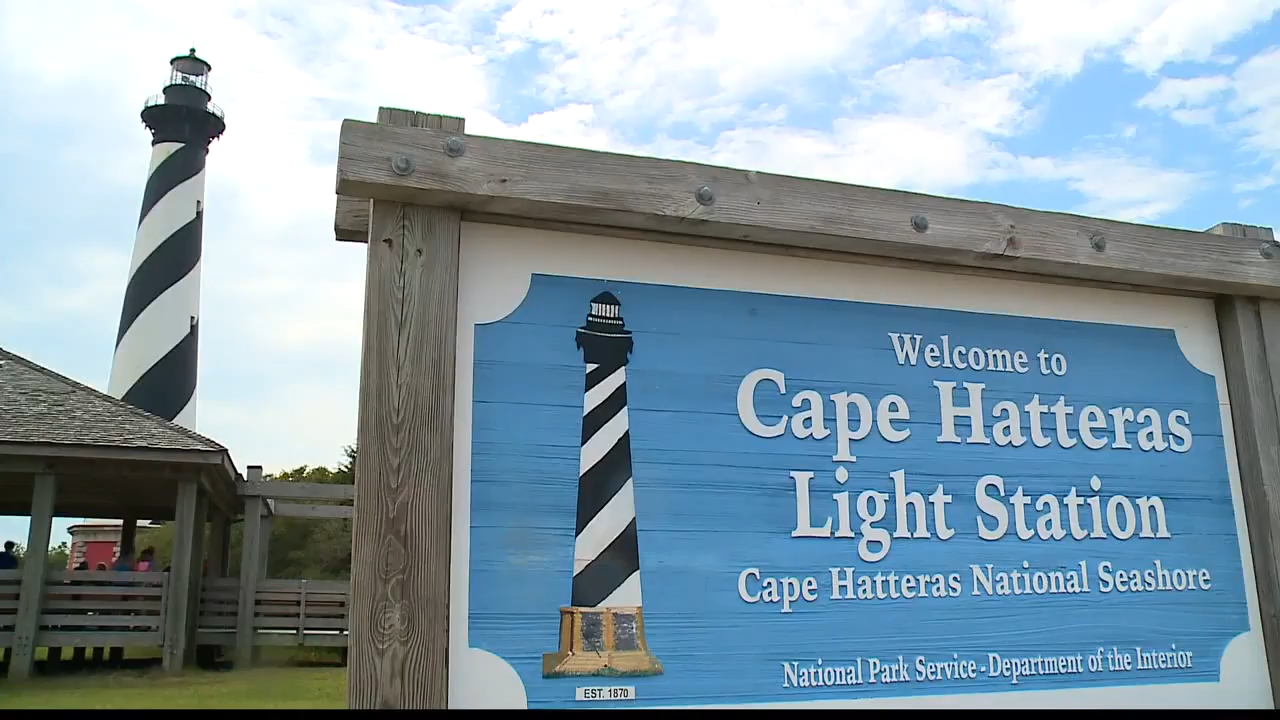 Welcome to
Cape Hatteras
Light Station
Cape Hatteras National Seashore
National Park Service - Department of the Interior
EST. 1870